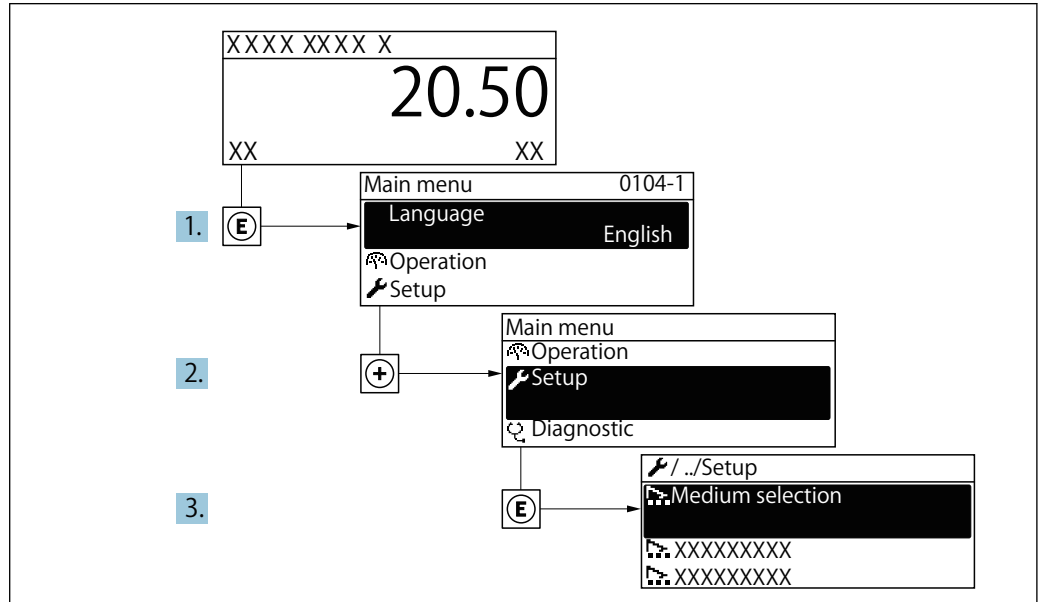 XXXX XXXX X
20.50
XX XX
Main menu 0104-1
1. E Language
English
Operation
Setup
Main menu
Operation
2. + Setup
Diagnostic
/ ../Setup
3. E Medium selection
XXXXXXXXX
XXXXXXXXX